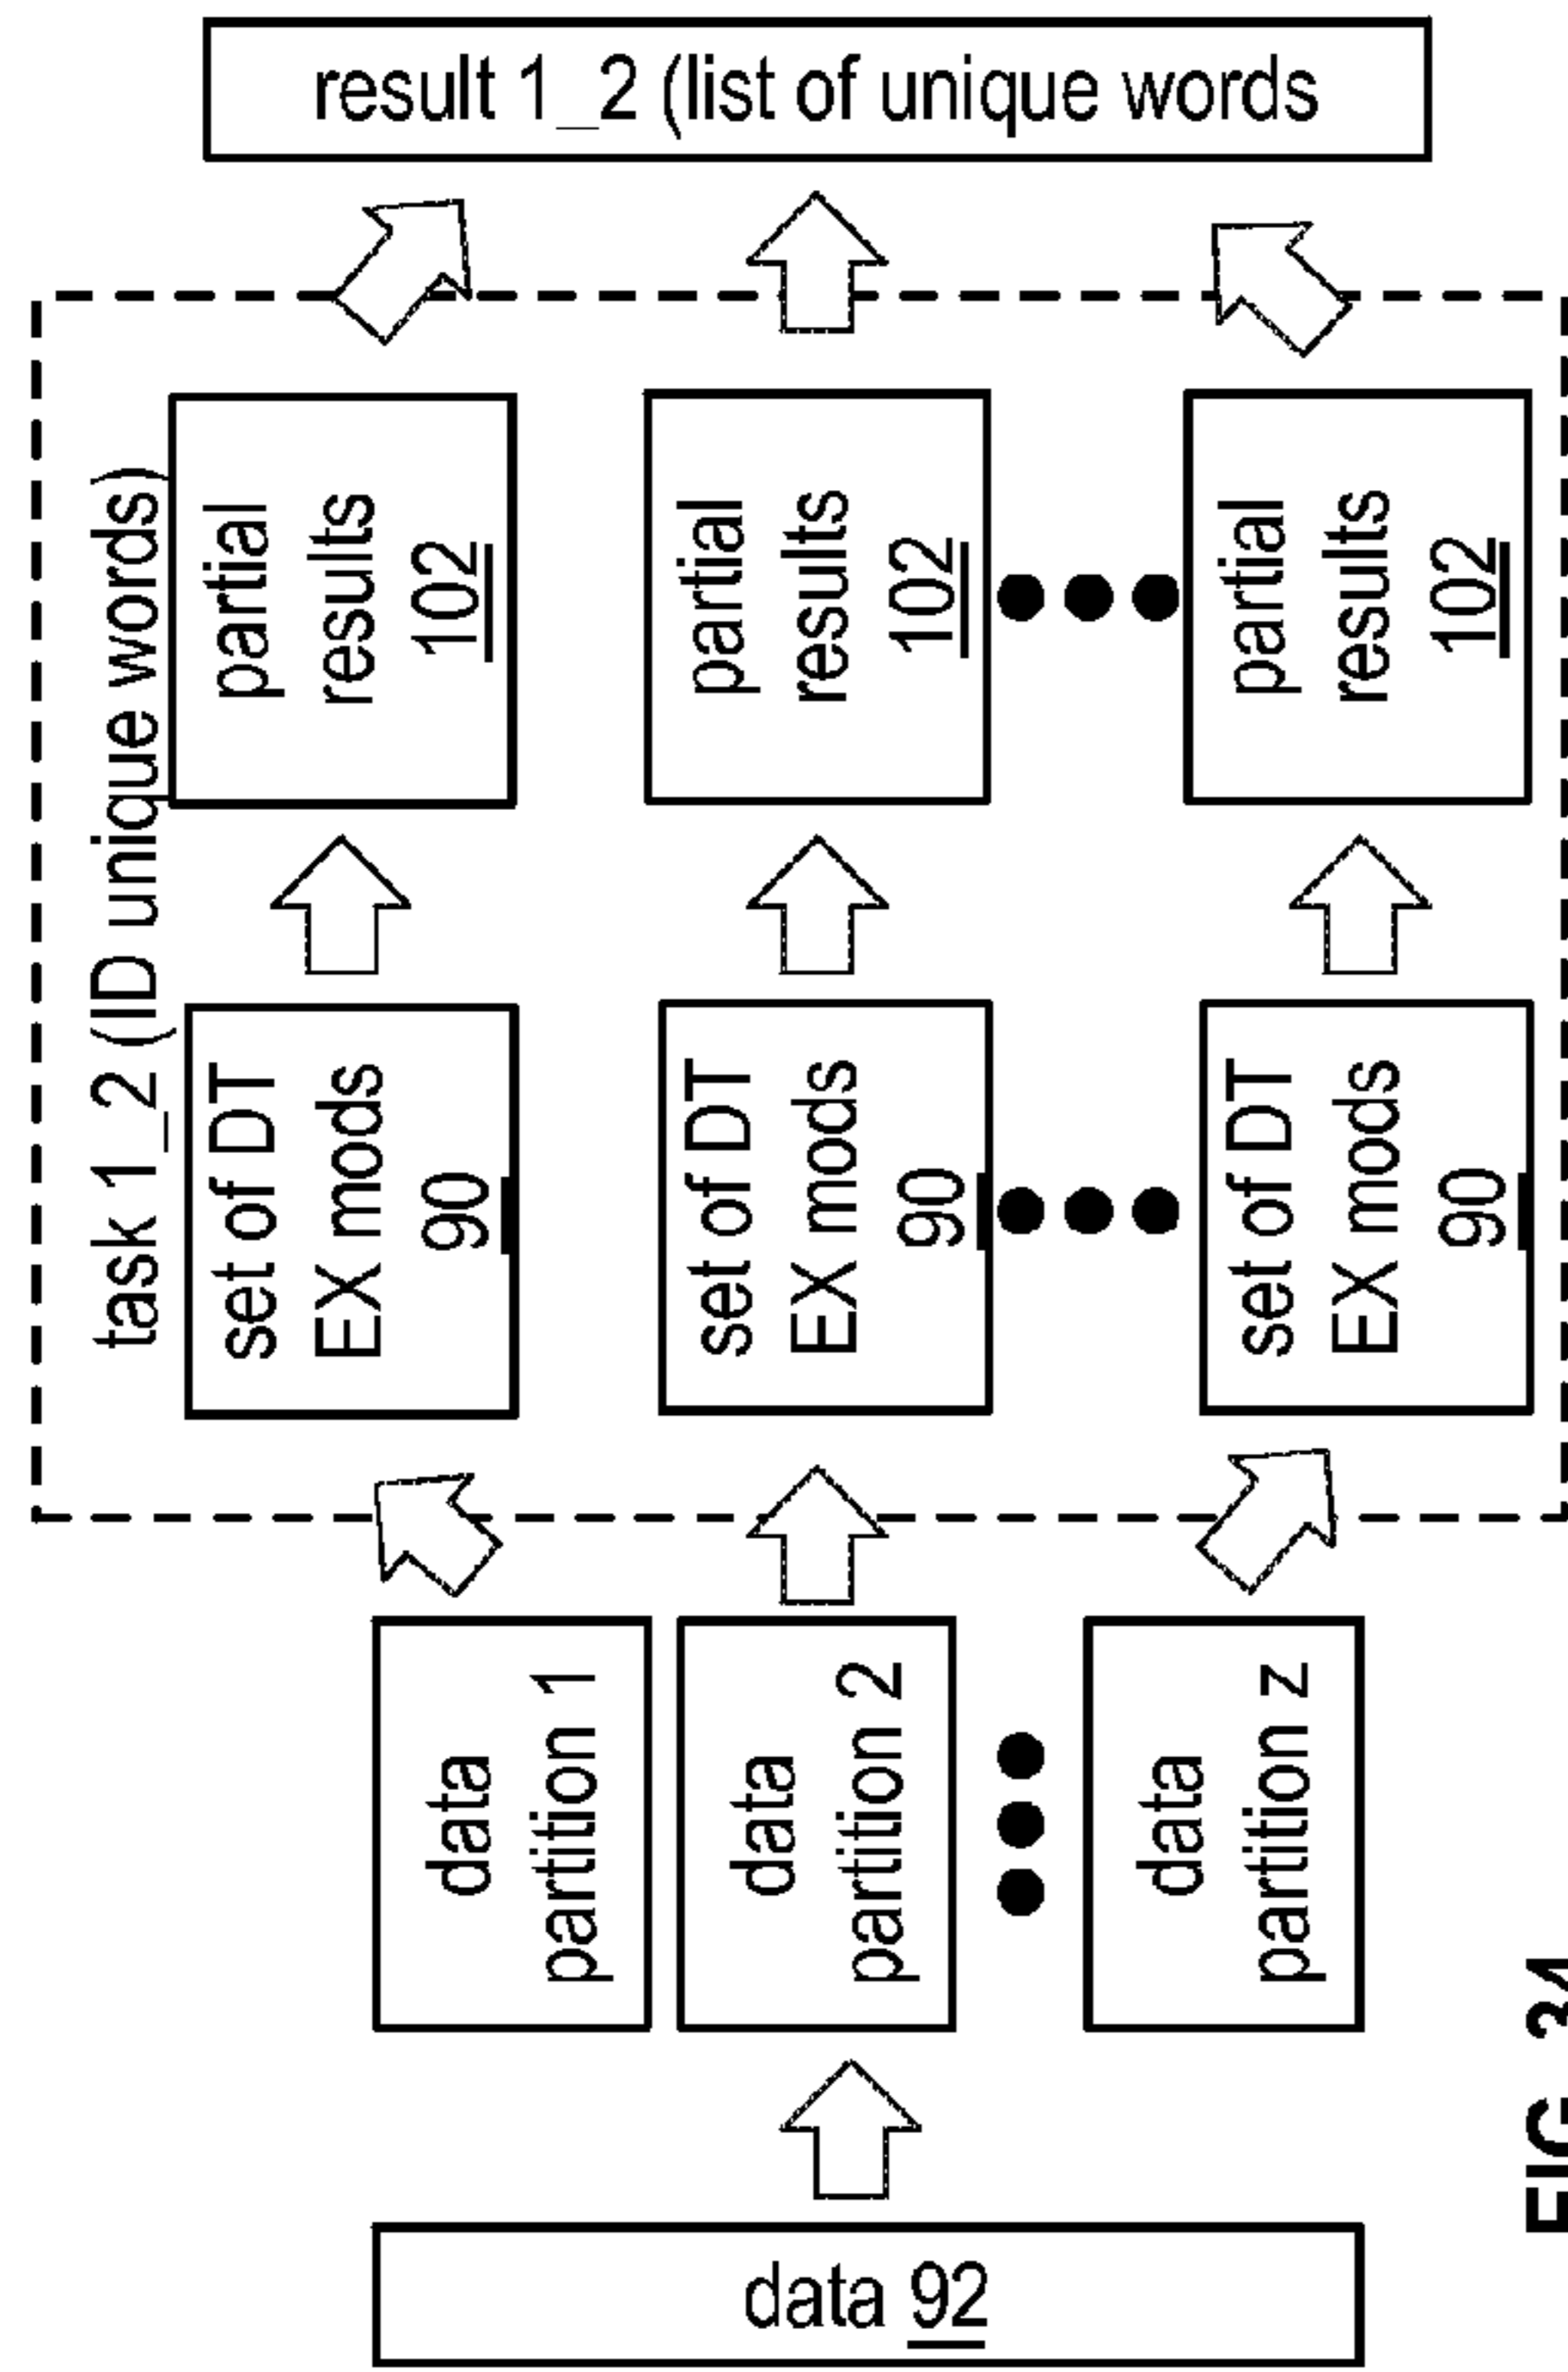 result 1_2 (list of unique words
task 1_2 (ID unique words)
partial
results
102
partial
results
102
partial
results
102
set of DT
EX mods
90
set of DT
EX mods
90
set of DT
EX mods
90
data
partition 1
data
partition 2
data
partition z
data 92
FIG. 34